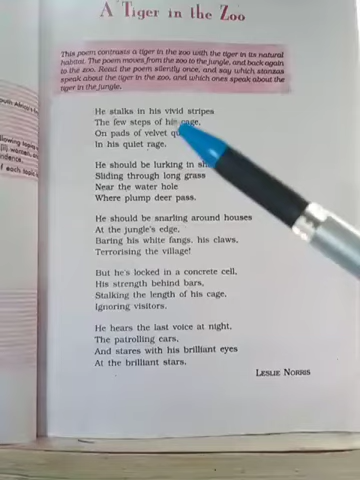 A Tiger in the Zoo
This poem contrasts a tiger in the zoo with the tiger in its natural
habitat. The poem moves from the zoo to the jungle, and back again
to the zoo. Read the poem silently once, and say which stanzas
speak about the tiger in the zoo, and which ones speak about the
tiger in the jungle.
He stalks in his vivid stripes
The few steps of his cage,
On pads of velvet
In his quiet rage.
He should be lurking in
Sliding through long grass
Near the water hole
Where plump deer pass.
He should be snarling around houses
At the jungle's edge,
Baring his white fangs, his claws,
Terrorising the village!
But he's locked in a concrete cell,
His strength behind bars,
Stalking the length of his cage,
Ignoring visitors.
He hears the last voice at night,
The patrolling cars,
And stares with his brilliant eyes
At the brilliant stars.
LESLIE NORRIS